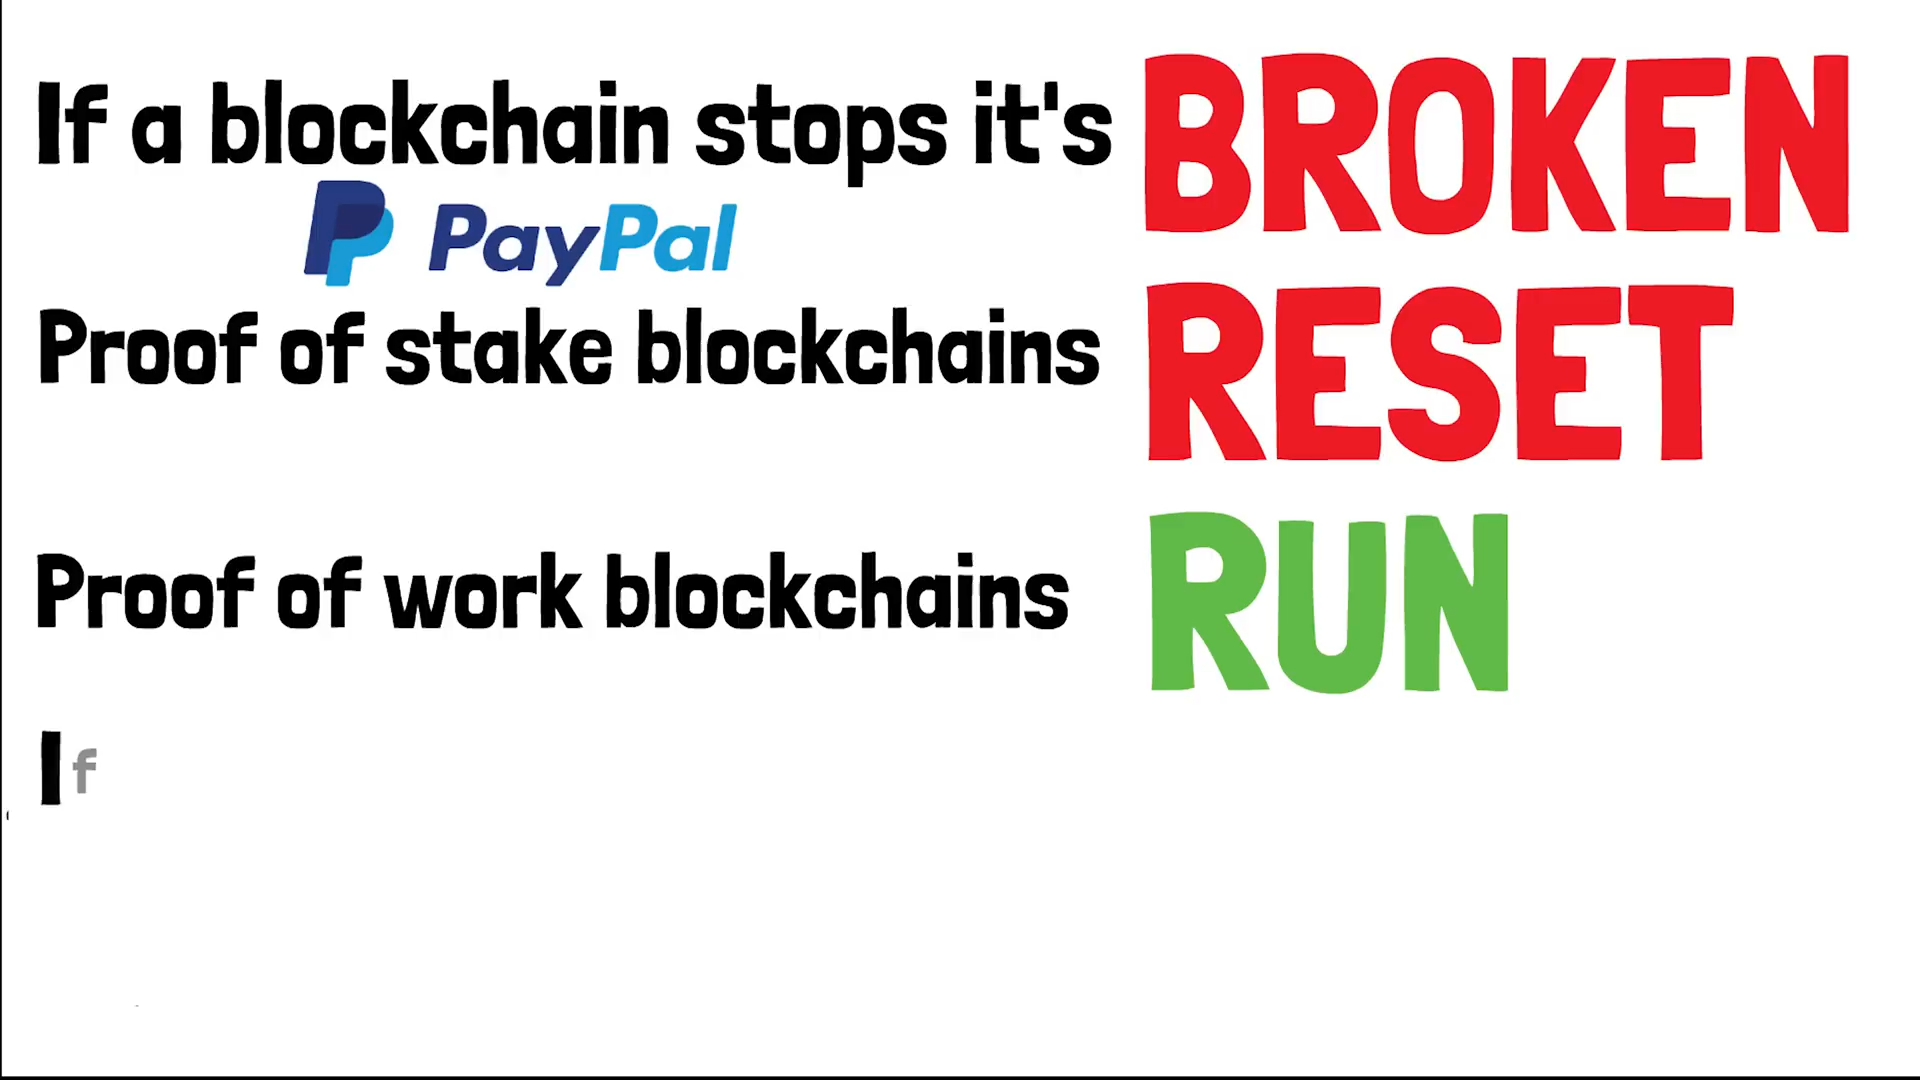 If a blockchain stops it's BROKEN
PayPal
Proof of stake blockchains RESET
Proof of work blockchains RUN
If